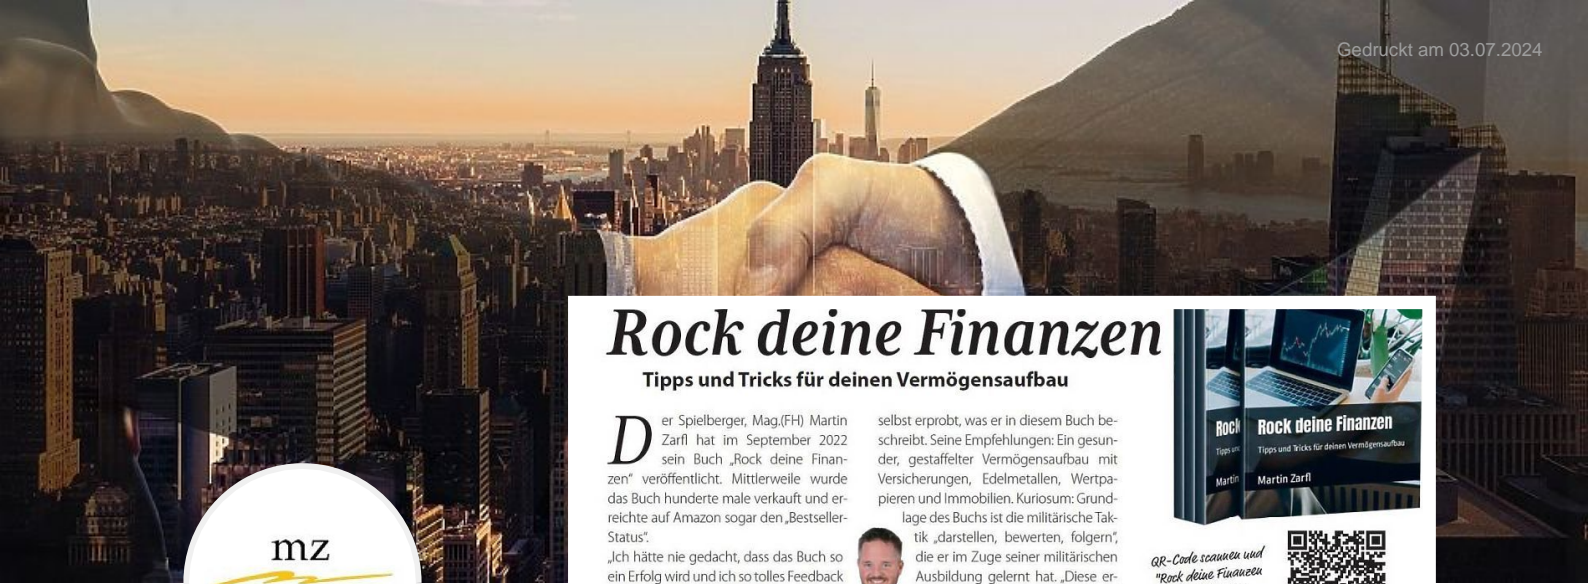 Gedruckt am 03.07.2024
Rock deine Finanzen
Tipps und Tricks für deinen Vermögensaufbau
Der Spielberger, Mag.(FH) Martin
Zarfl hat im September 2022
sein Buch „Rock deine Finan-
zen“ veröffentlicht. Mittlerweile wurde
das Buch hunderte male verkauft und er-
reichte auf Amazon sogar den „Bestseller-
Status“.
„Ich hätte nie gedacht, dass das Buch so
ein Erfolg wird und ich so tolles Feedback
selbst erprobt, was er in diesem Buch be-
schreibt. Seine Empfehlungen: Ein gesun-
der, gestaffelter Vermögensaufbau mit
Versicherungen, Edelmetallen, Wertpa-
pieren und Immobilien. Kuriosum: Grund-
lage des Buchs ist die militärische Tak-
tik „darstellen, bewerten, folgern“,
die er im Zuge seiner militärischen
Ausbildung gelernt hat. „Diese er-
Rock
Tipps un
Martin
Rock deine Finanzen
Tipps und Tricks für deinen Vermögensaufbau
Martin Zarfl
QR-Code scannen und
"Rock deine Finanzen
mz